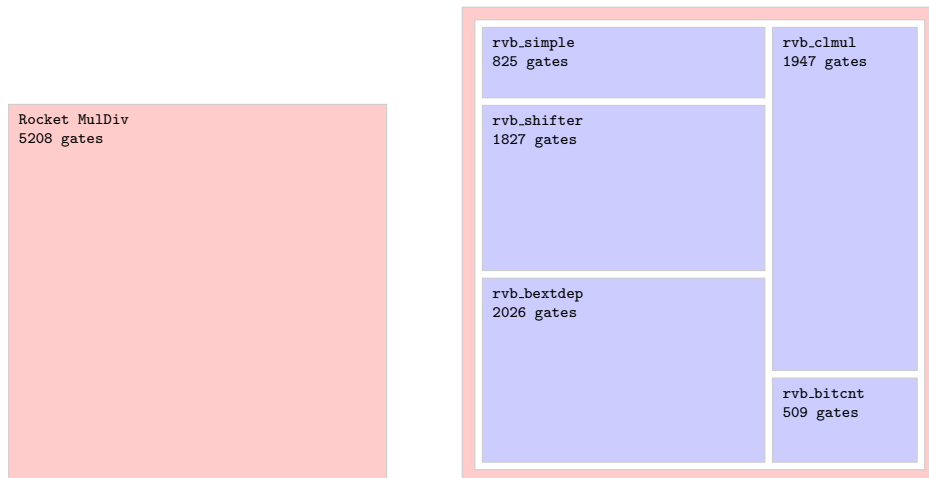 Rocket MulDiv
5208 gates
rvb_simple
825 gates
rvb_shifter
1827 gates
rvb_bextdep
2026 gates
rvb_clmul
1947 gates
rvb_bitcnt
509 gates